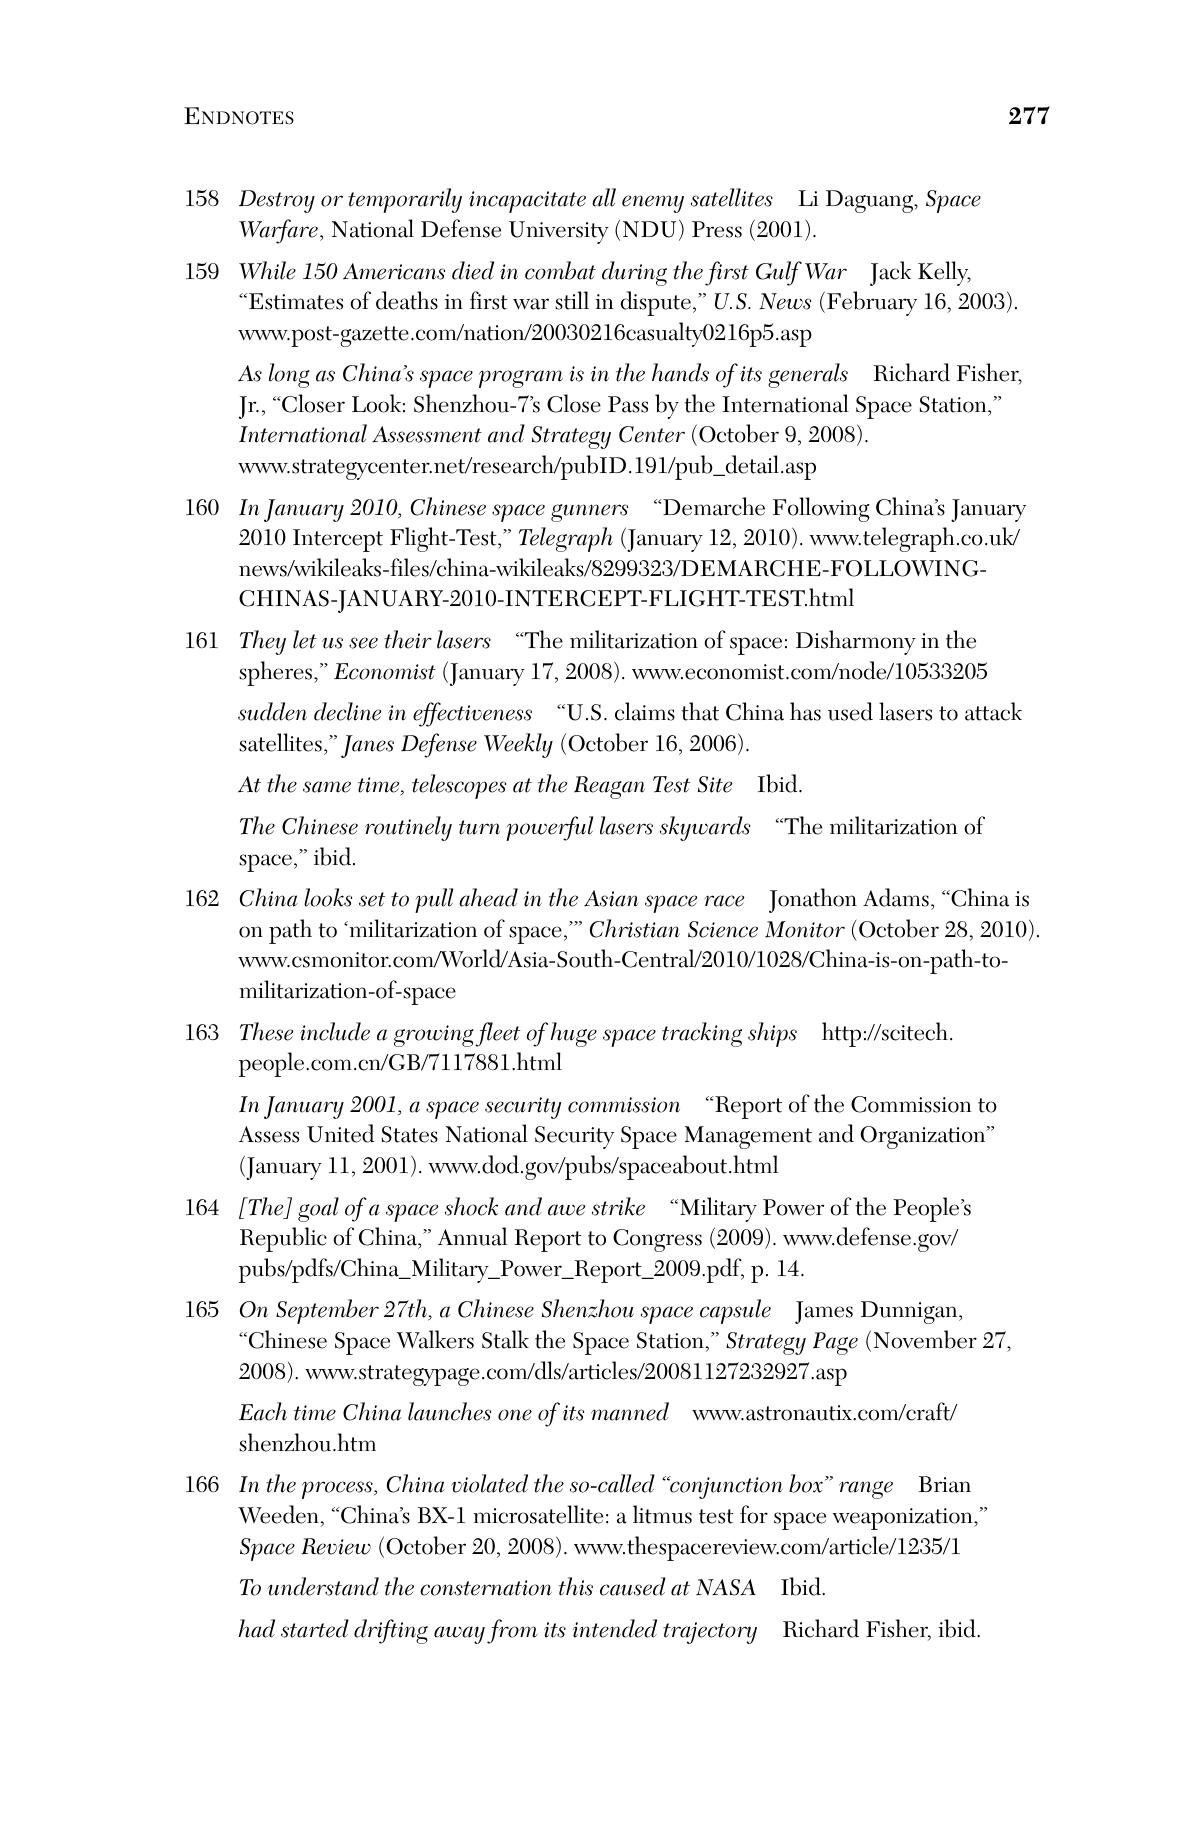 ENDNOTES 277
158 Destroy or temporarily incapacitate all enemy satellites Li Daguang, Space
Warfare, National Defense University (NDU) Press (2001).
159 While 150 Americans died in combat during the first Gulf War Jack Kelly,
“Estimates of deaths in first war still in dispute,” U.S. News (February 16, 2003).
www.post-gazette.com/nation/20030216casualty0216p5.asp
As long as China’s space program is in the hands of its generals Richard Fisher,
Jr., “Closer Look: Shenzhou-7’s Close Pass by the International Space Station,”
International Assessment and Strategy Center (October 9, 2008).
www.strategycenter.net/research/pubID.191/pub_detail.asp
160 In January 2010, Chinese space gunners “Demarche Following China’s January
2010 Intercept Flight-Test,” Telegraph (January 12, 2010). www.telegraph.co.uk/
news/wikileaks-files/china-wikileaks/8299323/DEMARCHE-FOLLOWING-
CHINAS-JANUARY-2010-INTERCEPT-FLIGHT-TEST.html
161 They let us see their lasers “The militarization of space: Disharmony in the
spheres,” Economist (January 17, 2008). www.economist.com/node/10533205
sudden decline in effectiveness “U.S. claims that China has used lasers to attack
satellites,” Janes Defense Weekly (October 16, 2006).
At the same time, telescopes at the Reagan Test Site Ibid.
The Chinese routinely turn powerful lasers skywards “The militarization of
space,” ibid.
162 China looks set to pull ahead in the Asian space race Jonathon Adams, “China is
on path to ‘militarization of space,’” Christian Science Monitor (October 28, 2010).
www.csmonitor.com/World/Asia-South-Central/2010/1028/China-is-on-path-to-
militarization-of-space
163 These include a growing fleet of huge space tracking ships http://scitech.
people.com.cn/GB/7117881.html
In January 2001, a space security commission “Report of the Commission to
Assess United States National Security Space Management and Organization”
(January 11, 2001). www.dod.gov/pubs/spaceabout.html
164 [The] goal of a space shock and awe strike “Military Power of the People’s
Republic of China,” Annual Report to Congress (2009). www.defense.gov/
pubs/pdfs/China_Military_Power_Report_2009.pdf, p. 14.
165 On September 27th, a Chinese Shenzhou space capsule James Dunnigan,
“Chinese Space Walkers Stalk the Space Station,” Strategy Page (November 27,
2008). www.strategypage.com/dls/articles/20081127232927.asp
Each time China launches one of its manned www.astronautix.com/craft/
shenzhou.htm
166 In the process, China violated the so-called “conjunction box” range Brian
Weeden, “China’s BX-1 microsatellite: a litmus test for space weaponization,”
Space Review (October 20, 2008). www.thespacereview.com/article/1235/1
To understand the consternation this caused at NASA Ibid.
had started drifting away from its intended trajectory Richard Fisher, ibid.